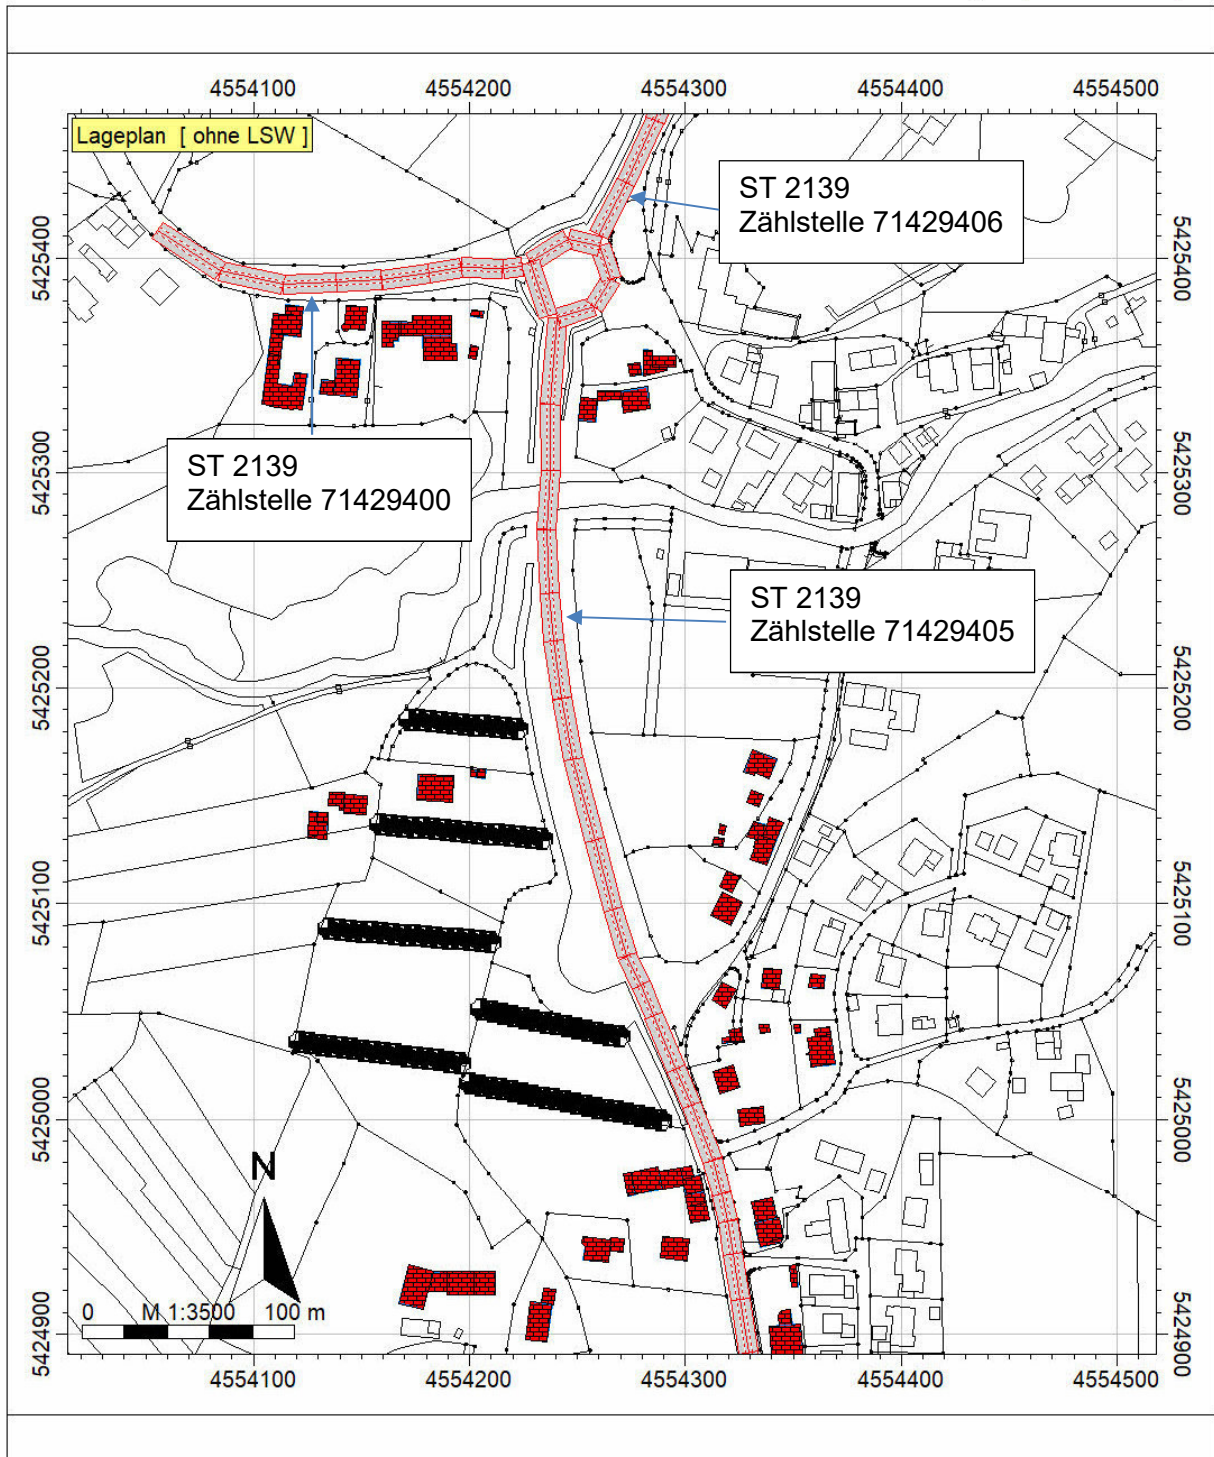 4554100 4554200 4554300 4554400 4554500
Lageplan [ ohne LSW ]
ST 2139
Zählstelle 71429406
5425400
5425400
ST 2139
Zählstelle 71429400
5425300
5425300
ST 2139
Zählstelle 71429405
5425200
5425200
5425100
5425100
5425000
5425000
N
0 M 1:3500 100 m
5424900
5424900
4554100 4554200 4554300 4554400 4554500